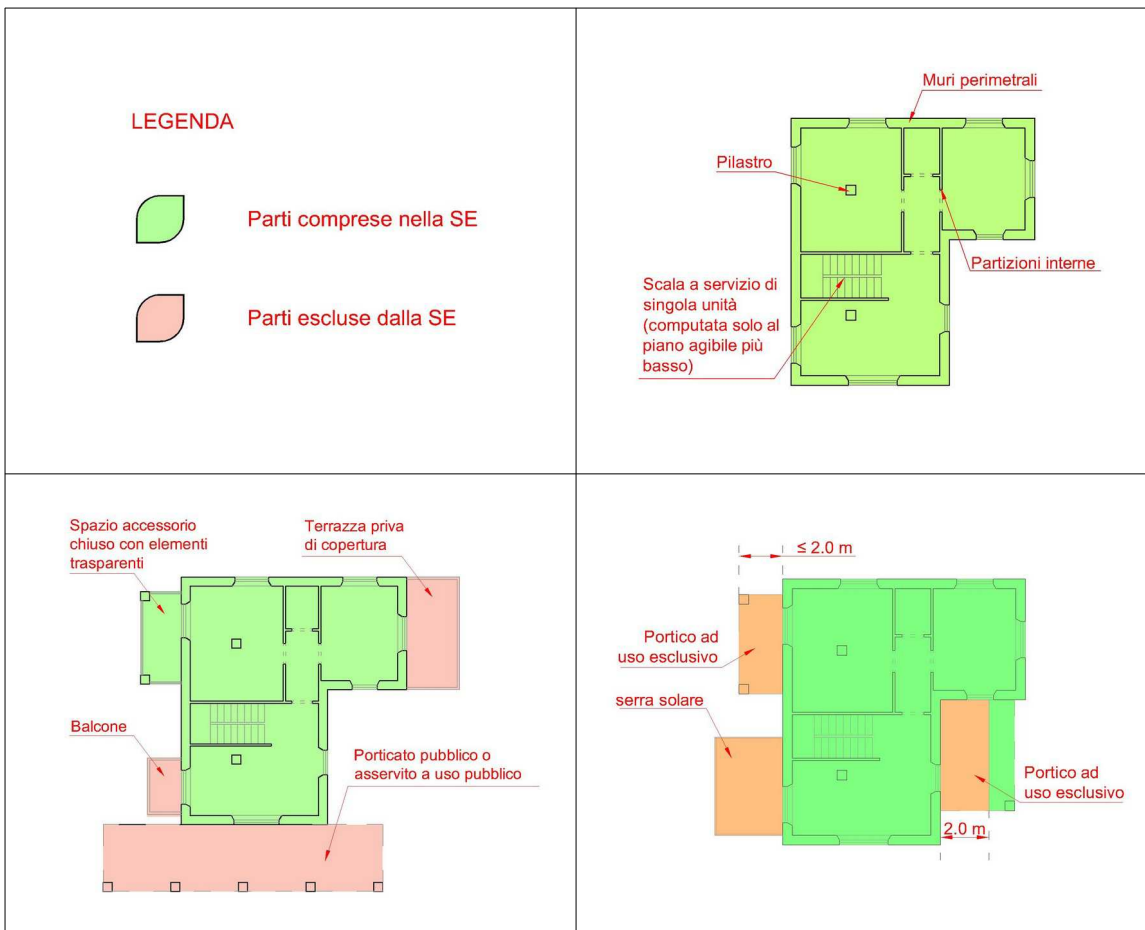 LEGENDA
Parti comprese nella SE
Parti escluse dalla SE
Muri perimetrali
Pilastro
Partizioni interne
Scala a servizio di
singola unità
(computata solo al
piano agibile più
basso)
Spazio accessorio
chiuso con elementi
trasparenti
Terrazza priva
di copertura
Balcone
Porticato pubblico o
asservito a uso pubblico
≤ 2.0 m
Portico ad
uso esclusivo
serra solare
Portico ad
uso esclusivo
2.0 m